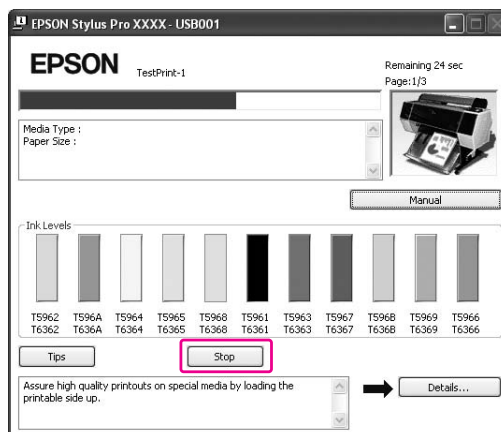 EPSON Stylus Pro XXXX - USB001
EPSON TestPrint-1
Remaining 24 sec
Page:1/3
Media Type :
Paper Size :
Manual
Ink Levels
T5962 T596A T5964 T5965 T5968 T5961 T5963 T5967 T596B T5969 T5966
T6362 T636A T6364 T6365 T6368 T6361 T6363 T6367 T636B T6369 T6366
Tips Stop
Assure high quality printouts on special media by loading the
printable side up.
Details...